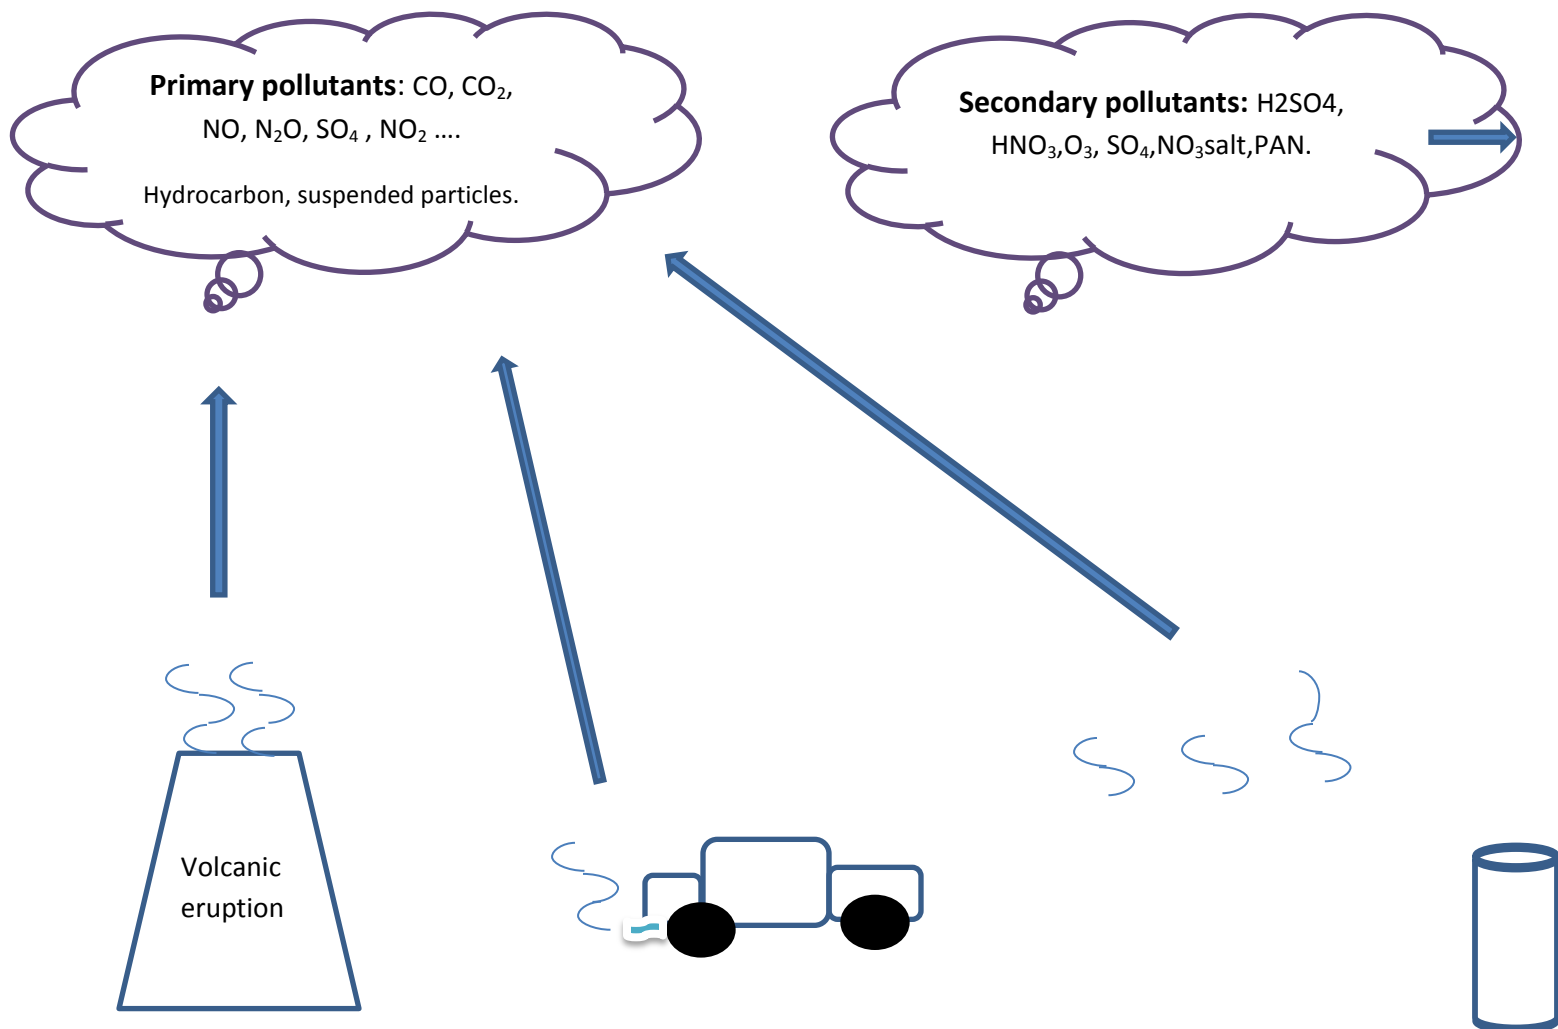 Primary pollutants: CO, CO₂,
NO, N₂O, SO₄ , NO₂ ....
Hydrocarbon, suspended particles.
Secondary pollutants: H2SO4,
HNO₃,O₃, SO₄,NO₃salt,PAN.
Volcanic
eruption